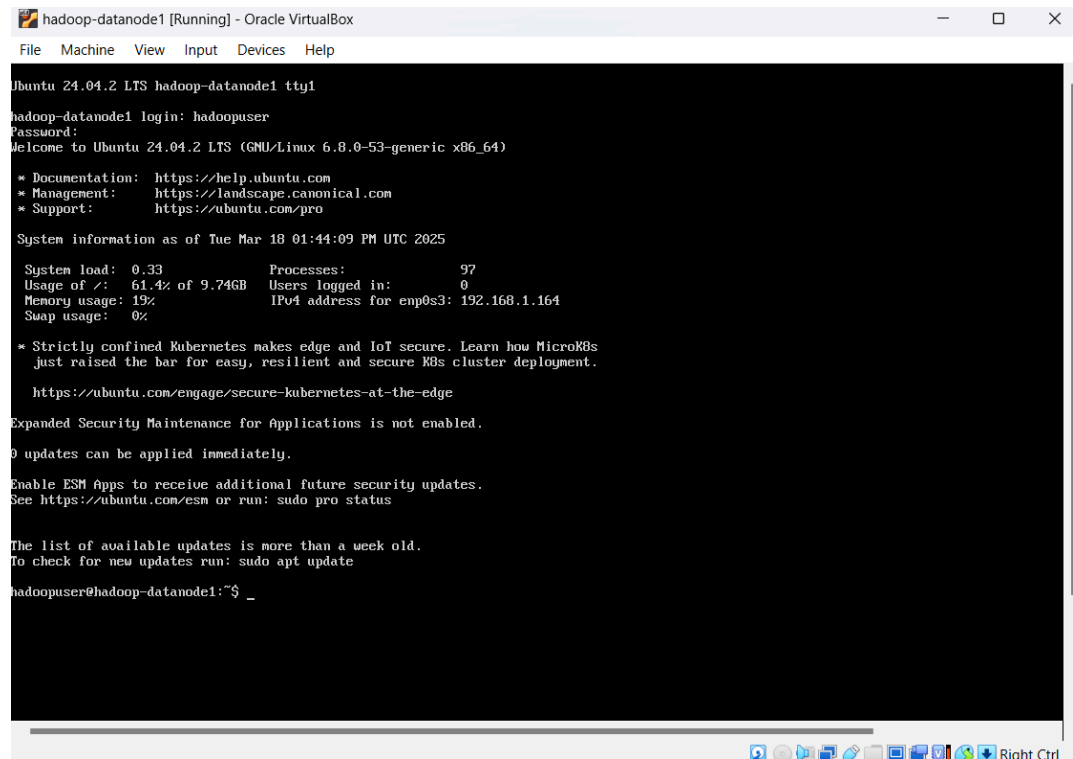 hadoop-datanode1 [Running] - Oracle VirtualBox
File Machine View Input Devices Help
Ubuntu 24.04.2 LTS hadoop-datanode1 tty1
hadoop-datanode1 login: hadoopuser
Password:
Welcome to Ubuntu 24.04.2 LTS (GNU/Linux 6.8.0-53-generic x86_64)
* Documentation: https://help.ubuntu.com
* Management: https://landscape.canonical.com
* Support: https://ubuntu.com/pro
System information as of Tue Mar 18 01:44:09 PM UTC 2025
System load: 0.33 Processes: 97
Usage of /: 61.4% of 9.74GB Users logged in: 0
Memory usage: 19% IPv4 address for enp0s3: 192.168.1.164
Swap usage: 0%
* Strictly confined Kubernetes makes edge and IoT secure. Learn how MicroK8s
just raised the bar for easy, resilient and secure K8s cluster deployment.
https://ubuntu.com/engage/secure-kubernetes-at-the-edge
Expanded Security Maintenance for Applications is not enabled.
0 updates can be applied immediately.
Enable ESM Apps to receive additional future security updates.
See https://ubuntu.com/esm or run: sudo pro status
The list of available updates is more than a week old.
To check for new updates run: sudo apt update
hadoopuser@hadoop-datanode1:~$ _
Right Ctrl